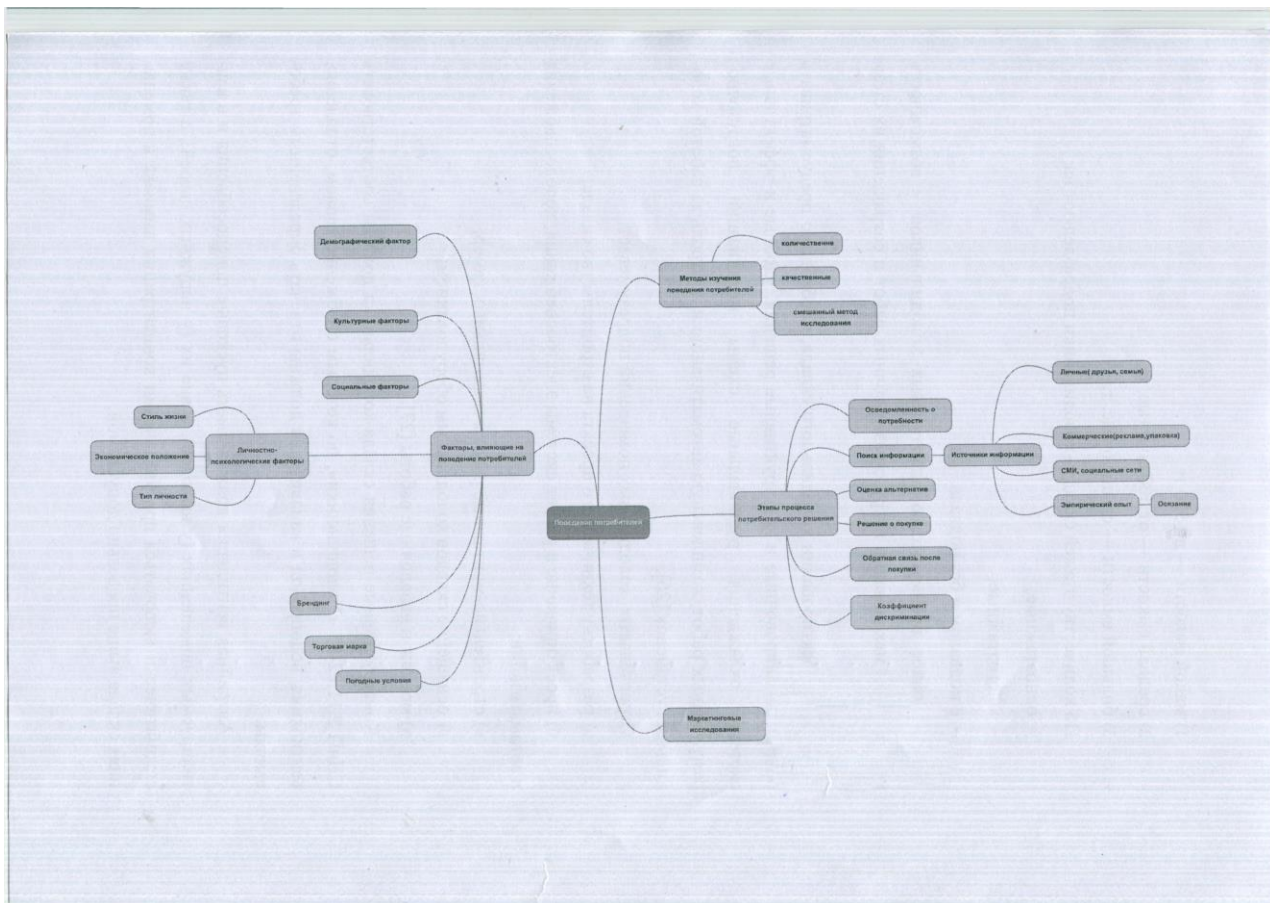 Демографический фактор
Культурные факторы
Социальные факторы
Стиль жизни
Экономическое положение
Тип личности
Личностно-
психологические факторы
Факторы, влияющие на
поведение потребителей
Брендинг
Торговая марка
Погодные условия
Поведение потребителей
Методы изучения
поведения потребителей
количественне
качественные
смешанный метод
исследования
Этапы процесса
потребительского решения
Осведомленность о
потребности
Поиск информации
Оценка альтернатив
Решение о покупке
Обратная связь после
покупки
Коэффициент
дискриминации
Источники информации
Личные( друзья, семья)
Коммерческие(реклама,упаковка)
СМИ, социальные сети
Эмпирический опыт
Осязание
Маркетинговые
исследования